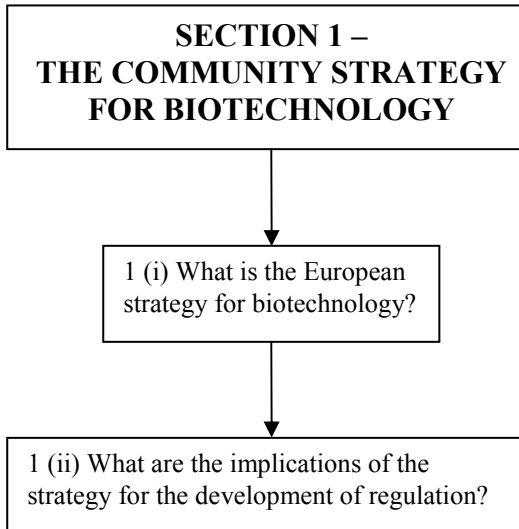 SECTION 1 –
THE COMMUNITY STRATEGY
FOR BIOTECHNOLOGY
1 (i) What is the European
strategy for biotechnology?
1 (ii) What are the implications of the
strategy for the development of regulation?